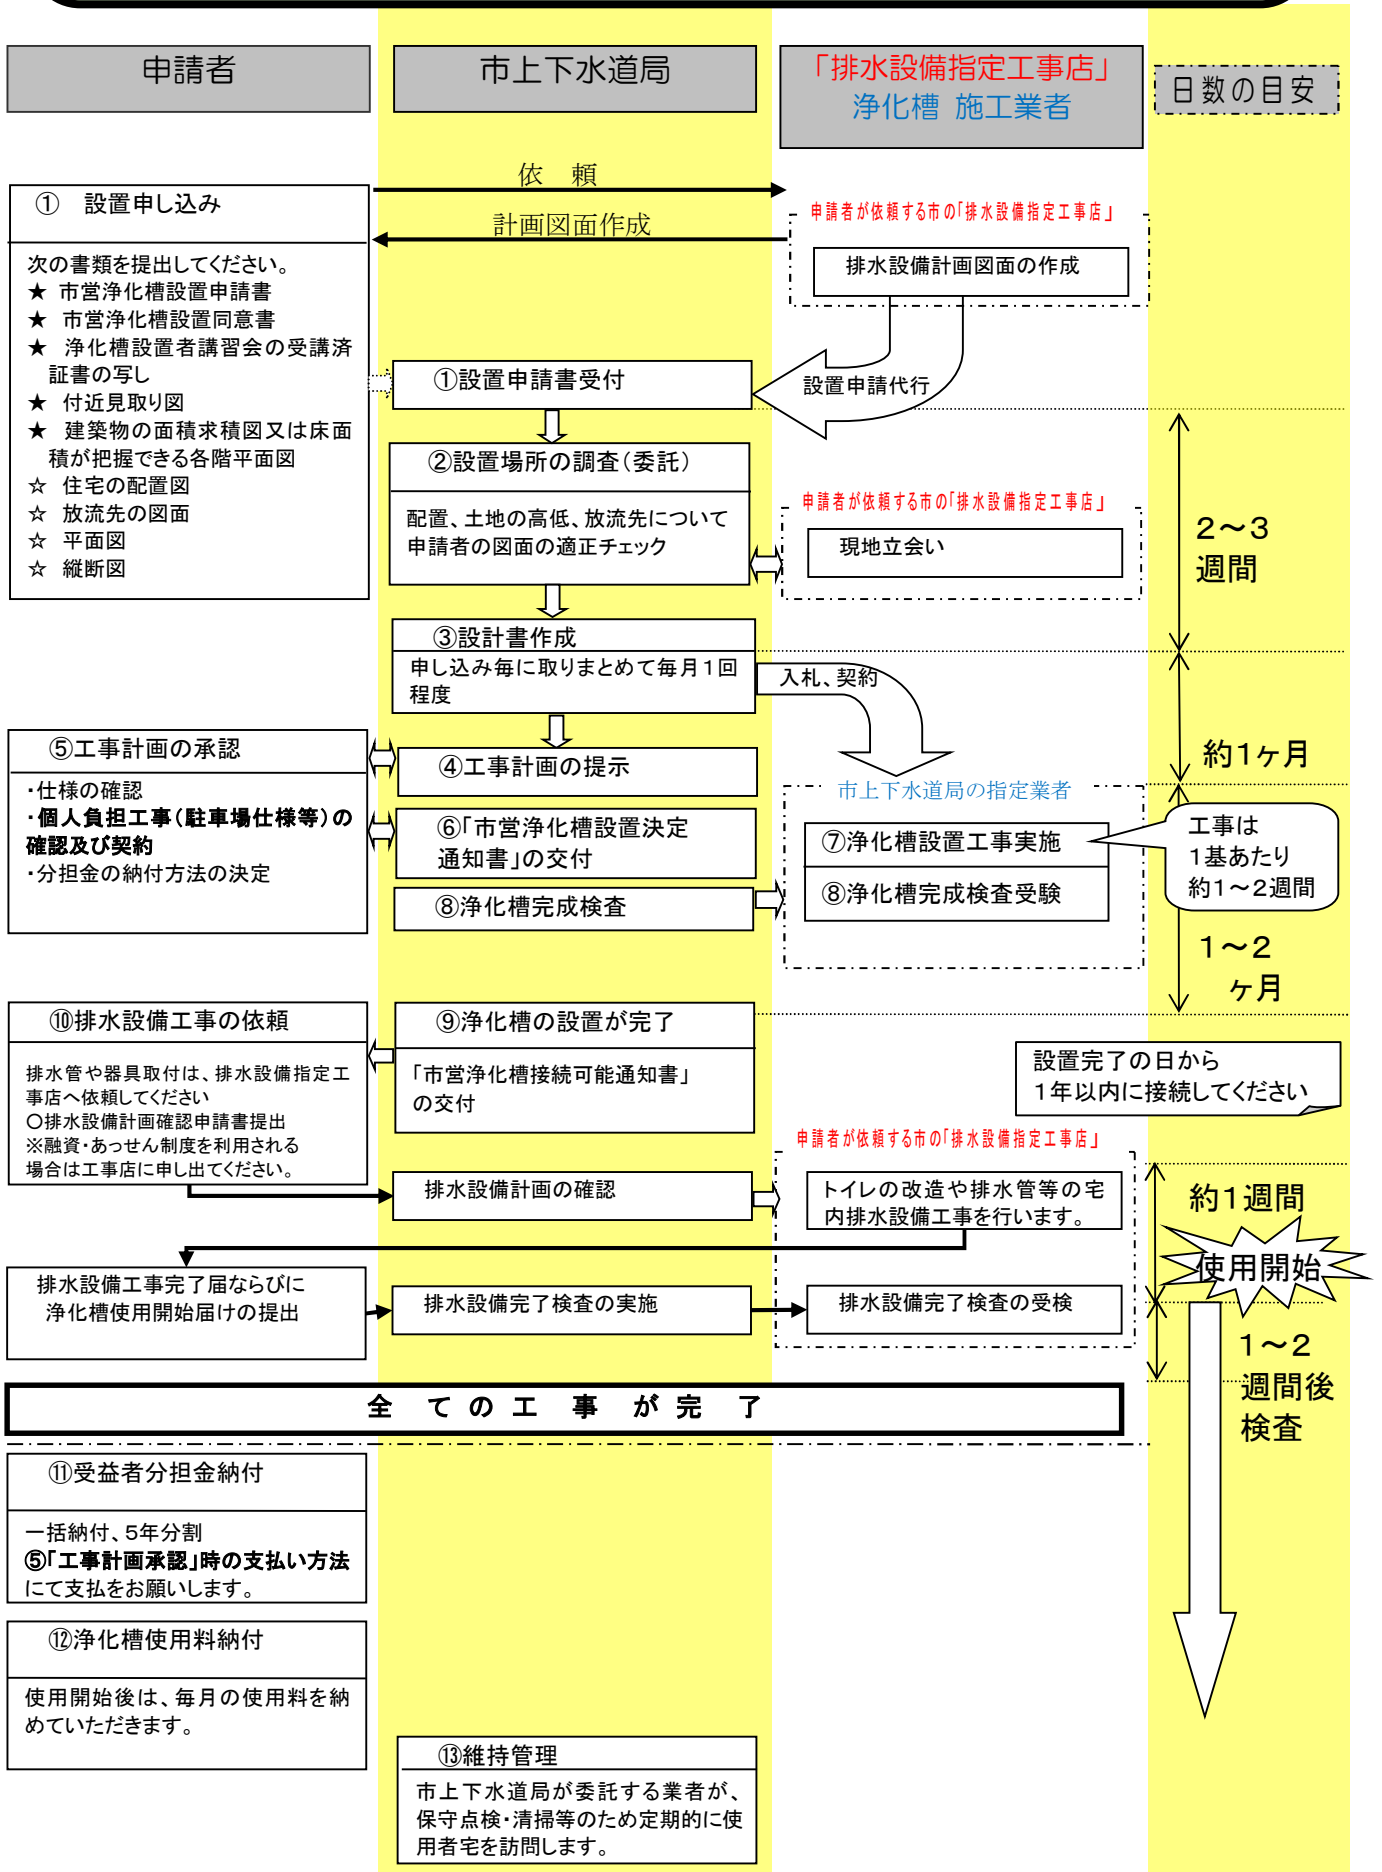 申請者
市上下水道局
「排水設備指定工事店」
浄化槽 施工業者
日数の目安
依　頼
計画図面作成
① 設置申し込み
次の書類を提出してください。
★ 市営浄化槽設置申請書
★ 市営浄化槽設置同意書
★ 浄化槽設置者講習会の受講済
証書の写し
★ 付近見取り図
★ 建築物の面積求積図又は床面
積が把握できる各階平面図
☆ 住宅の配置図
☆ 放流先の図面
☆ 平面図
☆ 縦断図
申請者が依頼する市の「排水設備指定工事店」
排水設備計画図面の作成
①設置申請書受付
設置申請代行
②設置場所の調査（委託）
配置、土地の高低、放流先について
申請者の図面の適正チェック
申請者が依頼する市の「排水設備指定工事店」
現地立会い
2～3
週間
③設計書作成
申し込み毎に取りまとめて毎月１回
程度
入札、契約
④工事計画の提示
⑤工事計画の承認
・仕様の確認
・個人負担工事（駐車場仕様等）の
確認及び契約
・分担金の納付方法の決定
約1ヶ月
⑥「市営浄化槽設置決定
通知書」の交付
市上下水道局の指定業者
⑦浄化槽設置工事実施
⑧浄化槽完成検査受験
工事は
１基あたり
約１～２週間
⑧浄化槽完成検査
1～2
ヶ月
⑨浄化槽の設置が完了
「市営浄化槽接続可能通知書」
の交付
⑩排水設備工事の依頼
排水管や器具取付は、排水設備指定工
事店へ依頼してください
○排水設備計画確認申請書提出
※融資・あっせん制度を利用される
場合は工事店に申し出てください。
設置完了の日から
１年以内に接続してください
申請者が依頼する市の「排水設備指定工事店」
排水設備計画の確認
トイレの改造や排水管等の宅
内排水設備工事を行います。
約1週間
使用開始
排水設備工事完了届ならびに
浄化槽使用開始届けの提出
排水設備完了検査の実施
排水設備完了検査の受検
1～2
週間後
検査
全 ての工 事 が完 了
⑪受益者分担金納付
一括納付、5年分割
⑤「工事計画承認」時の支払い方法
にて支払をお願いします。
⑫浄化槽使用料納付
使用開始後は、毎月の使用料を納
めていただきます。
⑬維持管理
市上下水道局が委託する業者が、
保守点検・清掃等のため定期的に使
用者宅を訪問します。